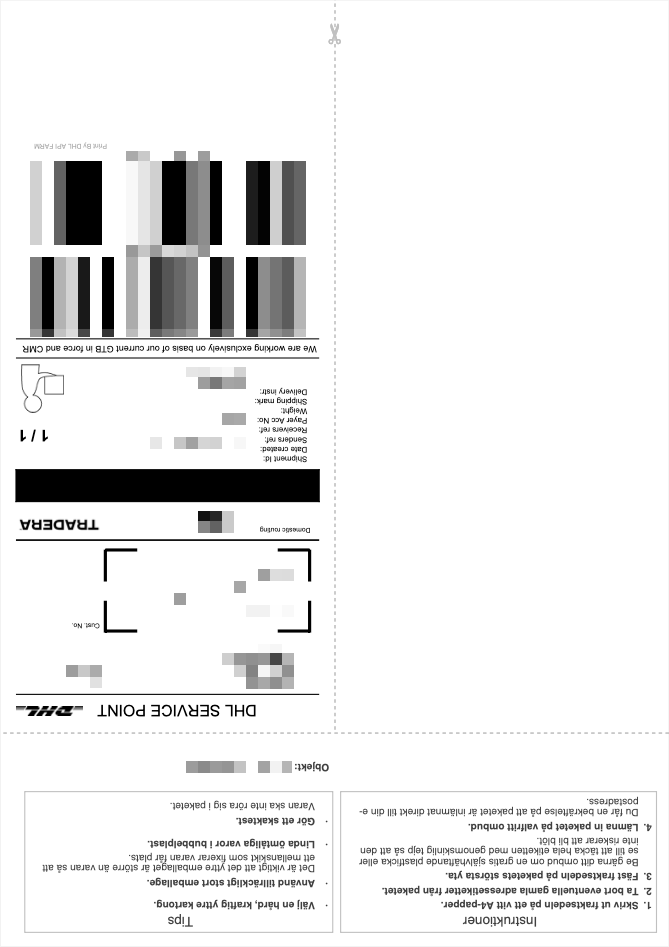 Instruktioner
1. Skriv ut fraktsedeln på ett vitt A4-papper.
2. Ta bort eventuella gamla adressetiketter från paketet.
3. Fäst fraktsedeln på paketets största yta.
Be gärna ditt ombud om en gratis självhäftande plastficka eller
se till att täcka hela etiketten med genomskinlig tejp så att den
inte riskerar att bli blöt.
4. Lämna in paketet på valfritt ombud.
Du får en bekräftelse på att paketet är inlämnat direkt till din e-
postadress.
Tips
· Välj en hård, kraftig yttre kartong.
· Använd tillräckligt stort emballage.
Det är viktigt att det yttre emballaget är större än varan så att
ett mellanskikt som fixerar varan får plats.
· Linda ömtåliga varor i bubbelplast.
· Gör ett skaktest.
Varan ska inte röra sig i paketet.
Objekt:
DHL SERVICE POINT
DHL
Cust. No.
Domestic routing
TRADERA
Shipment Id:
Date created:
Senders ref:
Receivers ref:
Payer Acc No:
Weight:
Shipping mark:
Delivery instr:
1 / 1
We are working exclusively on basis of our current GTB in force and CMR
Print By DHL API FARM